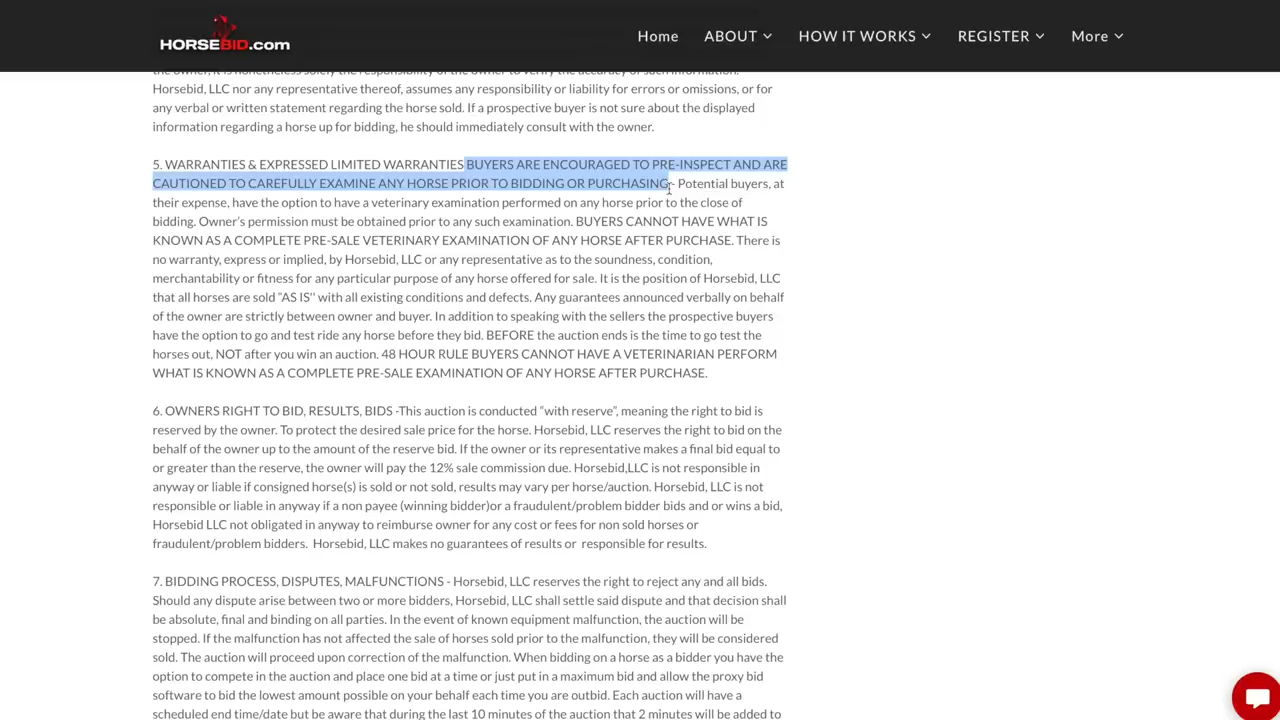 HORSEBID.com
Home
ABOUT
HOW IT WORKS
REGISTER
More
the owner, it is nonetheless solely the responsibility of the owner to verify the accuracy of such information.
Horsebid, LLC nor any representative thereof, assumes any responsibility or liability for errors or omissions, or for
any verbal or written statement regarding the horse sold. If a prospective buyer is not sure about the displayed
information regarding a horse up for bidding, he should immediately consult with the owner.
5. WARRANTIES & EXPRESSED LIMITED WARRANTIES BUYERS ARE ENCOURAGED TO PRE-INSPECT AND ARE
CAUTIONED TO CAREFULLY EXAMINE ANY HORSE PRIOR TO BIDDING OR PURCHASING - Potential buyers, at
their expense, have the option to have a veterinary examination performed on any horse prior to the close of
bidding. Owner’s permission must be obtained prior to any such examination. BUYERS CANNOT HAVE WHAT IS
KNOWN AS A COMPLETE PRE-SALE VETERINARY EXAMINATION OF ANY HORSE AFTER PURCHASE. There is
no warranty, express or implied, by Horsebid, LLC or any representative as to the soundness, condition,
merchantability or fitness for any particular purpose of any horse offered for sale. It is the position of Horsebid, LLC
that all horses are sold “AS IS'' with all existing conditions and defects. Any guarantees announced verbally on behalf
of the owner are strictly between owner and buyer. In addition to speaking with the sellers the prospective buyers
have the option to go and test ride any horse before they bid. BEFORE the auction ends is the time to go test the
horses out, NOT after you win an auction. 48 HOUR RULE BUYERS CANNOT HAVE A VETERINARIAN PERFORM
WHAT IS KNOWN AS A COMPLETE PRE-SALE EXAMINATION OF ANY HORSE AFTER PURCHASE.
6. OWNERS RIGHT TO BID, RESULTS, BIDS -This auction is conducted “with reserve”, meaning the right to bid is
reserved by the owner. To protect the desired sale price for the horse. Horsebid, LLC reserves the right to bid on the
behalf of the owner up to the amount of the reserve bid. If the owner or its representative makes a final bid equal to
or greater than the reserve, the owner will pay the 12% sale commission due. Horsebid,LLC is not responsible in
anyway or liable if consigned horse(s) is sold or not sold, results may vary per horse/auction. Horsebid, LLC is not
responsible or liable in anyway if a non payee (winning bidder)or a fraudulent/problem bidder bids and or wins a bid,
Horsebid LLC not obligated in anyway to reimburse owner for any cost or fees for non sold horses or
fraudulent/problem bidders.  Horsebid, LLC makes no guarantees of results or  responsible for results.
7. BIDDING PROCESS, DISPUTES, MALFUNCTIONS - Horsebid, LLC reserves the right to reject any and all bids.
Should any dispute arise between two or more bidders, Horsebid, LLC shall settle said dispute and that decision shall
be absolute, final and binding on all parties. In the event of known equipment malfunction, the auction will be
stopped. If the malfunction has not affected the sale of horses sold prior to the malfunction, they will be considered
sold. The auction will proceed upon correction of the malfunction. When bidding on a horse as a bidder you have the
option to compete in the auction and place one bid at a time or just put in a maximum bid and allow the proxy bid
software to bid the lowest amount possible on your behalf each time you are outbid. Each auction will have a
scheduled end time/date but be aware that during the last 10 minutes of the auction that 2 minutes will be added to